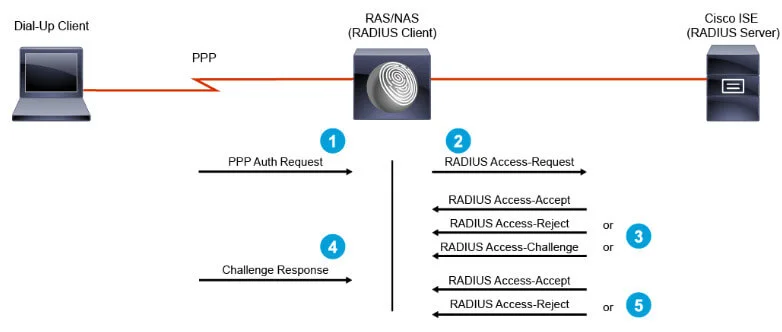 Dial-Up Client
RAS/NAS
(RADIUS Client)
Cisco ISE
(RADIUS Server)
PPP
1
2
PPP Auth Request
RADIUS Access-Request
RADIUS Access-Accept
RADIUS Access-Reject or
3
4
RADIUS Access-Challenge or
Challenge Response
RADIUS Access-Accept
RADIUS Access-Reject or
5